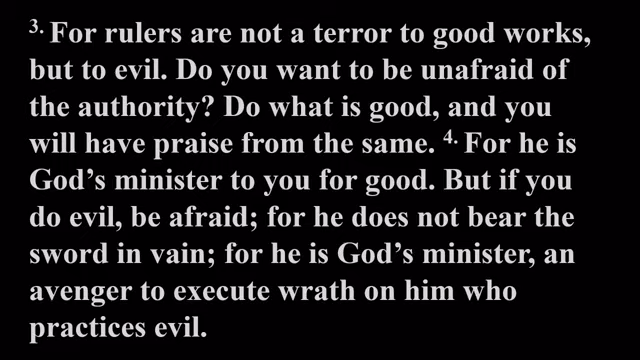 3. For rulers are not a terror to good works,
but to evil. Do you want to be unafraid of
the authority? Do what is good, and you
will have praise from the same. 4. For he is
God’s minister to you for good. But if you
do evil, be afraid; for he does not bear the
sword in vain; for he is God’s minister, an
avenger to execute wrath on him who
practices evil.